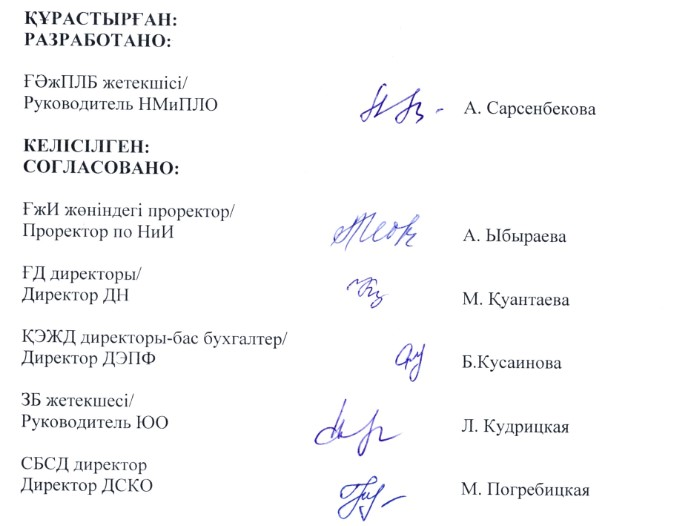 ҚҰРАСТЫРҒАН:
РАЗРАБОТАНО:
ҒӘжПЛБ жетекшісі/
Руководитель НМиПЛО
А. Сарсенбекова
КЕЛІСІЛГЕН:
СОГЛАСОВАНО:
ҒжИ жөніндегі проректор/
Проректор по НиИ
А. Ыбыраева
ҒД директоры/
Директор ДН
М. Қуантаева
ҚЭЖД директоры-бас бухгалтер/
Директор ДЭПФ
Б.Кусаинова
ЗБ жетекшесі/
Руководитель ЮО
Л. Кудрицкая
СБСД директор
Директор ДСКО
М. Погребицкая